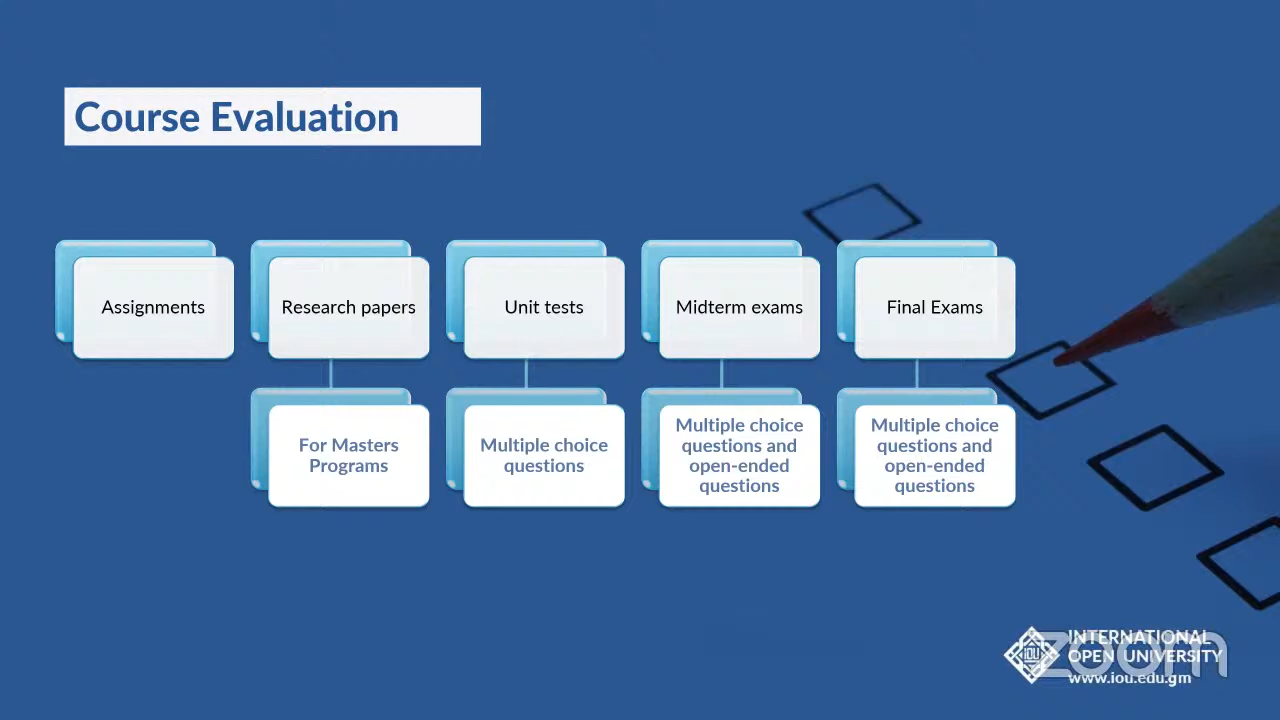 Course Evaluation
Assignments
Research papers
Unit tests
Midterm exams
Final Exams
For Masters
Programs
Multiple choice
questions
Multiple choice
questions and
open-ended
questions
Multiple choice
questions and
open-ended
questions
IOU
INTERNATIONAL
OPEN UNIVERSITY
www.iou.edu.gm
zoom